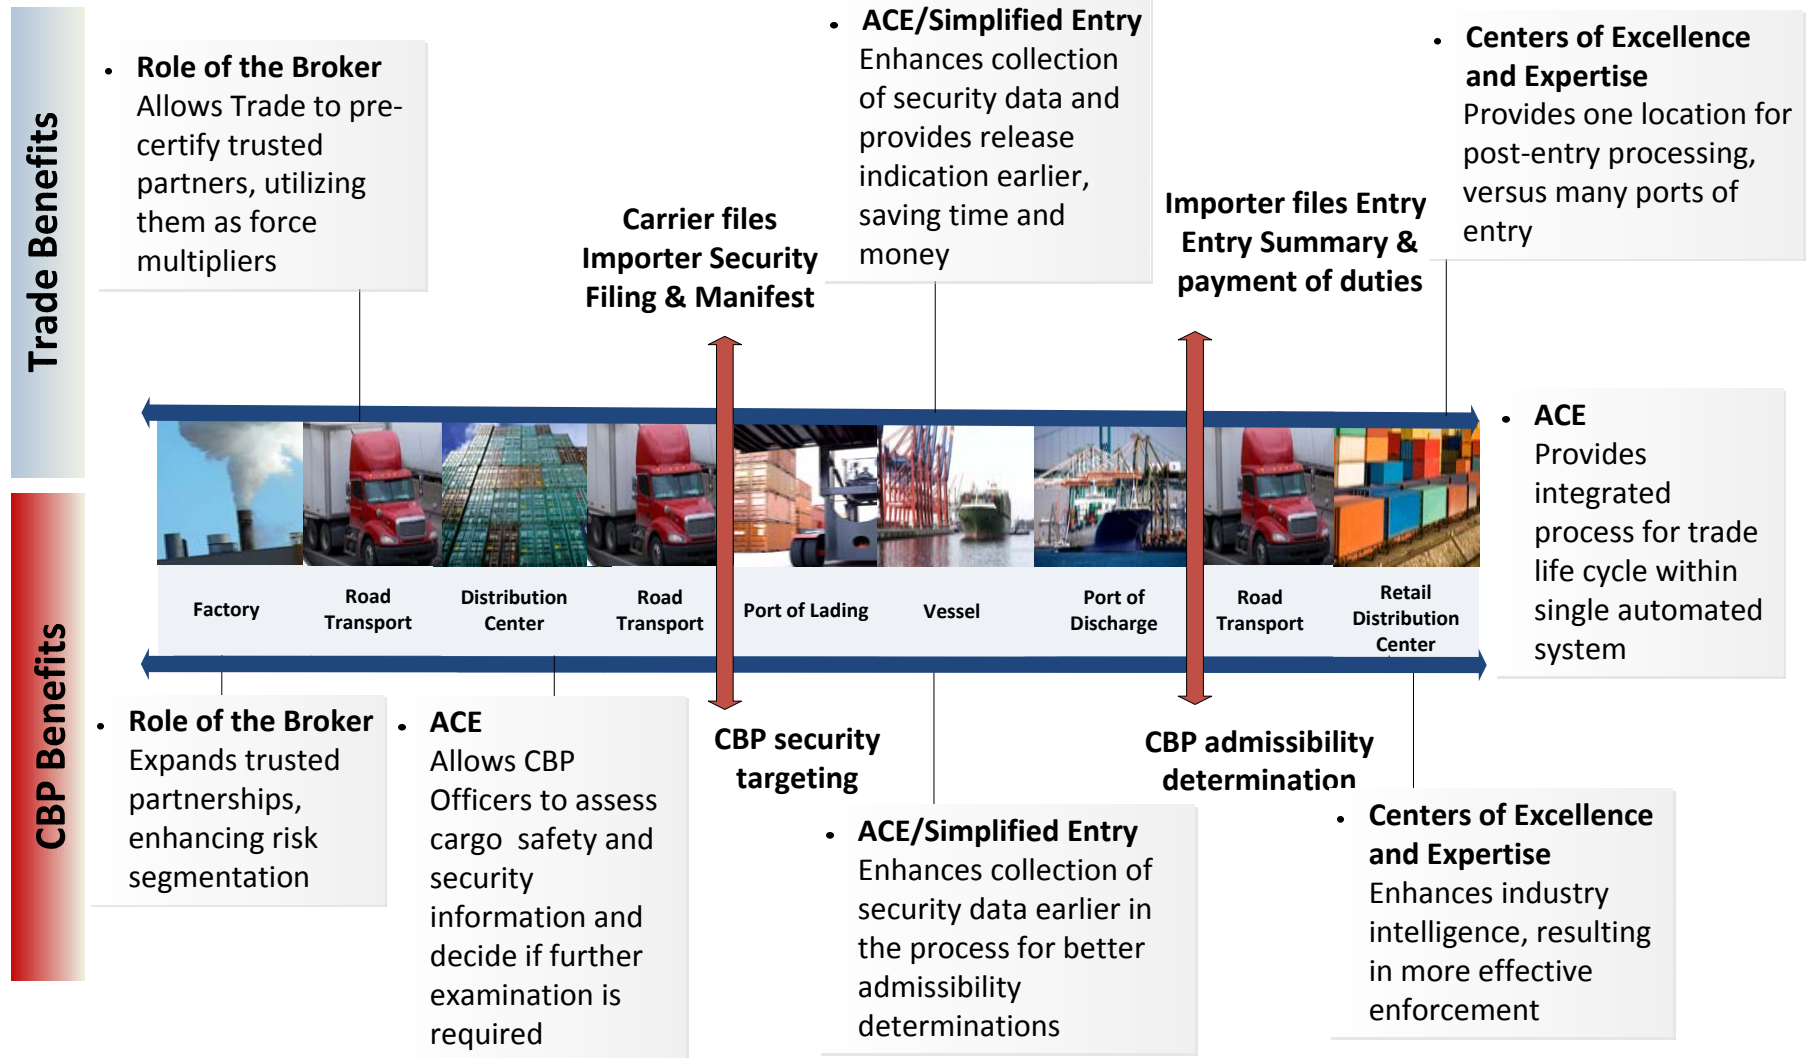 Trade Benefits
• Role of the Broker
Allows Trade to pre-
certify trusted
partners, utilizing
them as force
multipliers
Carrier files
Importer Security
Filing & Manifest
• ACE/Simplified Entry
Enhances collection
of security data and
provides release
indication earlier,
saving time and
money
Importer files Entry
Entry Summary &
payment of duties
• Centers of Excellence
and Expertise
Provides one location for
post-entry processing,
versus many ports of
entry
• ACE
Provides
integrated
process for trade
life cycle within
single automated
system
Factory
Road
Transport
Distribution
Center
Road
Transport
Port of Lading
Vessel
Port of
Discharge
Road
Transport
Retail
Distribution
Center
CBP Benefits
• Role of the Broker
Expands trusted
partnerships,
enhancing risk
segmentation
• ACE
Allows CBP
Officers to assess
cargo  safety and
security
information and
decide if further
examination is
required
CBP security
targeting
• ACE/Simplified Entry
Enhances collection of
security data earlier in
the process for better
admissibility
determinations
CBP admissibility
determination
• Centers of Excellence
and Expertise
Enhances industry
intelligence, resulting
in more effective
enforcement